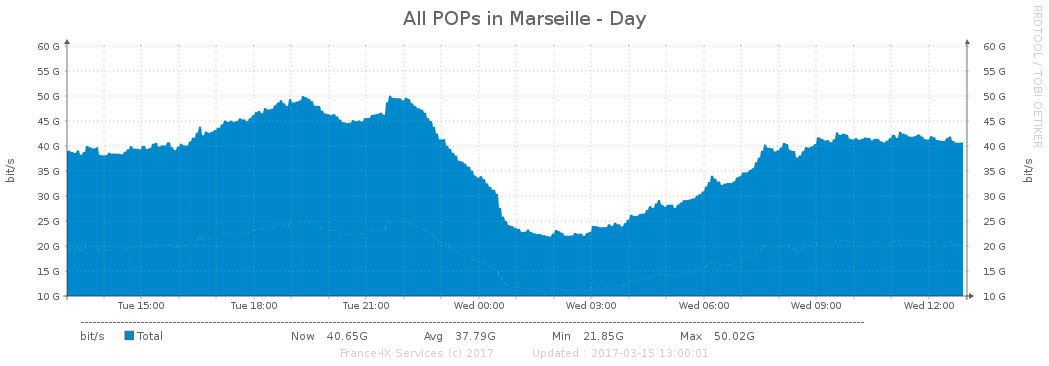 All POPs in Marseille - Day
RRDTOOL / TOBI OETIKER
60 G 60 G
55 G 55 G
50 G 50 G
45 G 45 G
40 G 40 G
35 G 35 G
30 G 30 G
25 G 25 G
20 G 20 G
15 G 15 G
10 G 10 G
bit/s bit/s
Tue 15:00 Tue 18:00 Tue 21:00 Wed 00:00 Wed 03:00 Wed 06:00 Wed 09:00 Wed 12:00
bit/s Total Now 40.65G Avg 37.79G Min 21.85G Max 50.02G
France-IX Services (c) 2017 Updated : 2017-03-15 13:00:01